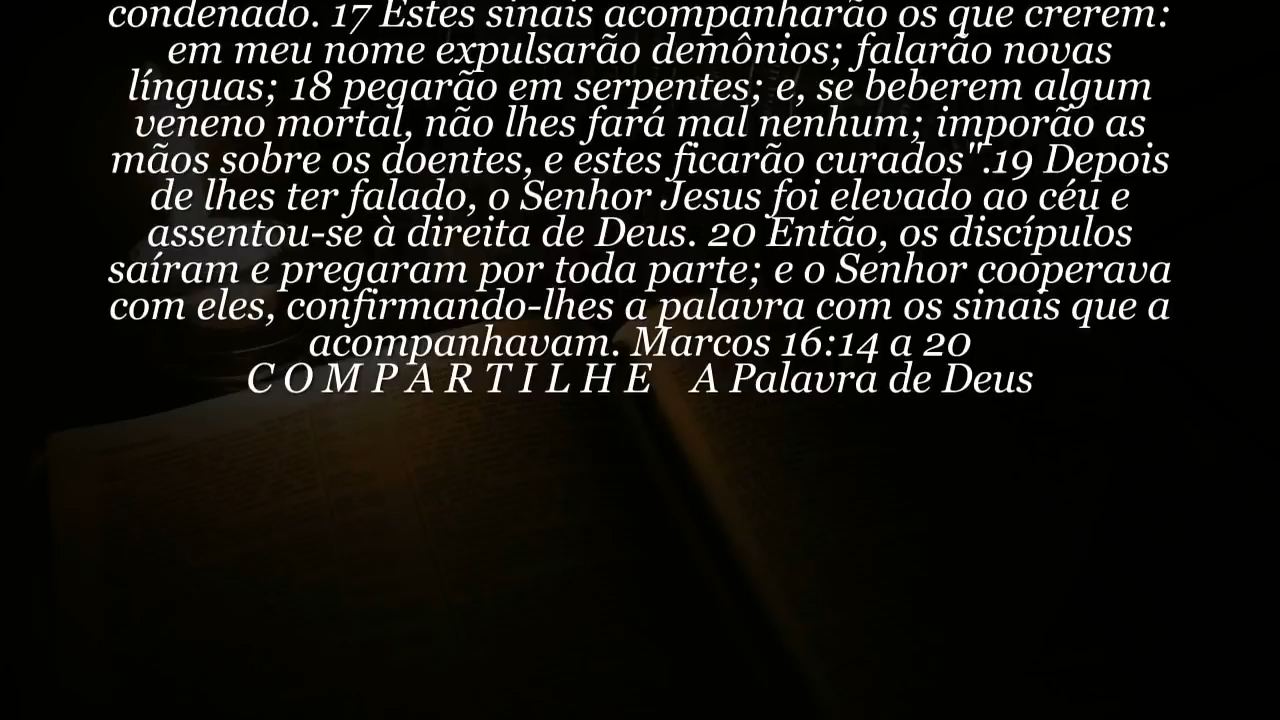 condenado. 17 Estes sinais acompanharão os que crerem:
em meu nome expulsarão demônios; falarão novas
línguas; 18 pegarão em serpentes; e, se beberem algum
veneno mortal, não lhes fará mal nenhum; imporão as
mãos sobre os doentes, e estes ficarão curados".19 Depois
de lhes ter falado, o Senhor Jesus foi elevado ao céu e
assentou-se à direita de Deus. 20 Então, os discípulos
saíram e pregaram por toda parte; e o Senhor cooperava
com eles, confirmando-lhes a palavra com os sinais que a
acompanhavam. Marcos 16:14 a 20
C O M P A R T I L H E A Palavra de Deus